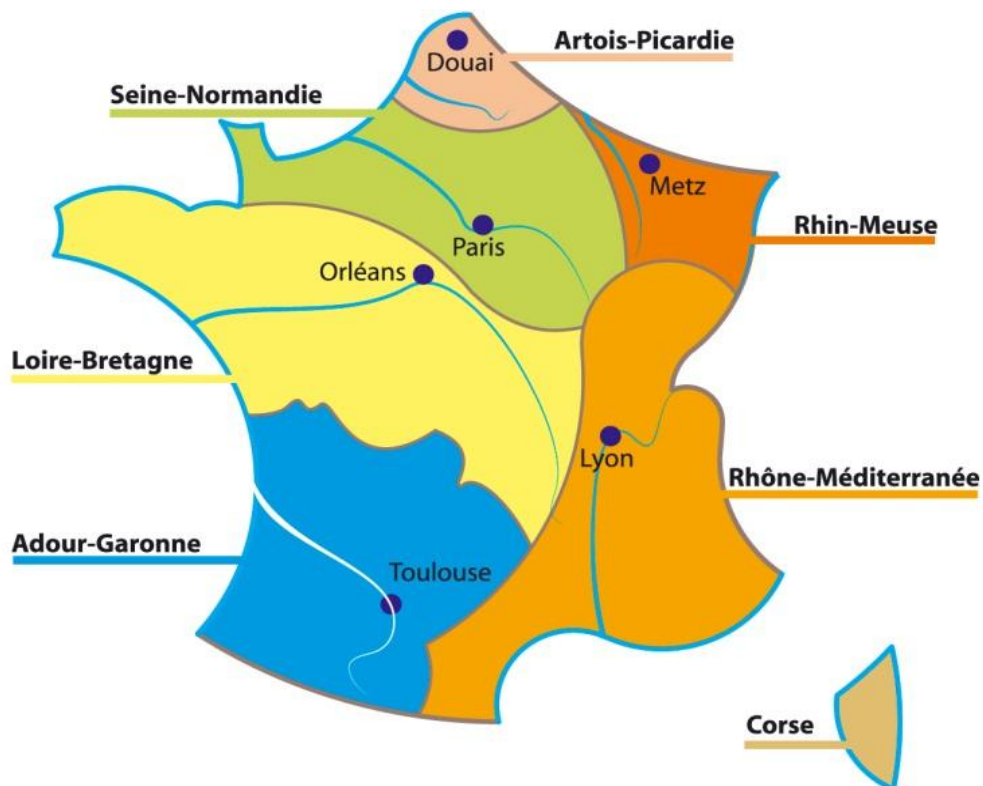 Artois-Picardie
Douai
Seine-Normandie
Metz
Rhin-Meuse
Paris
Orléans
Loire-Bretagne
Lyon
Rhône-Méditerranée
Adour-Garonne
Toulouse
Corse